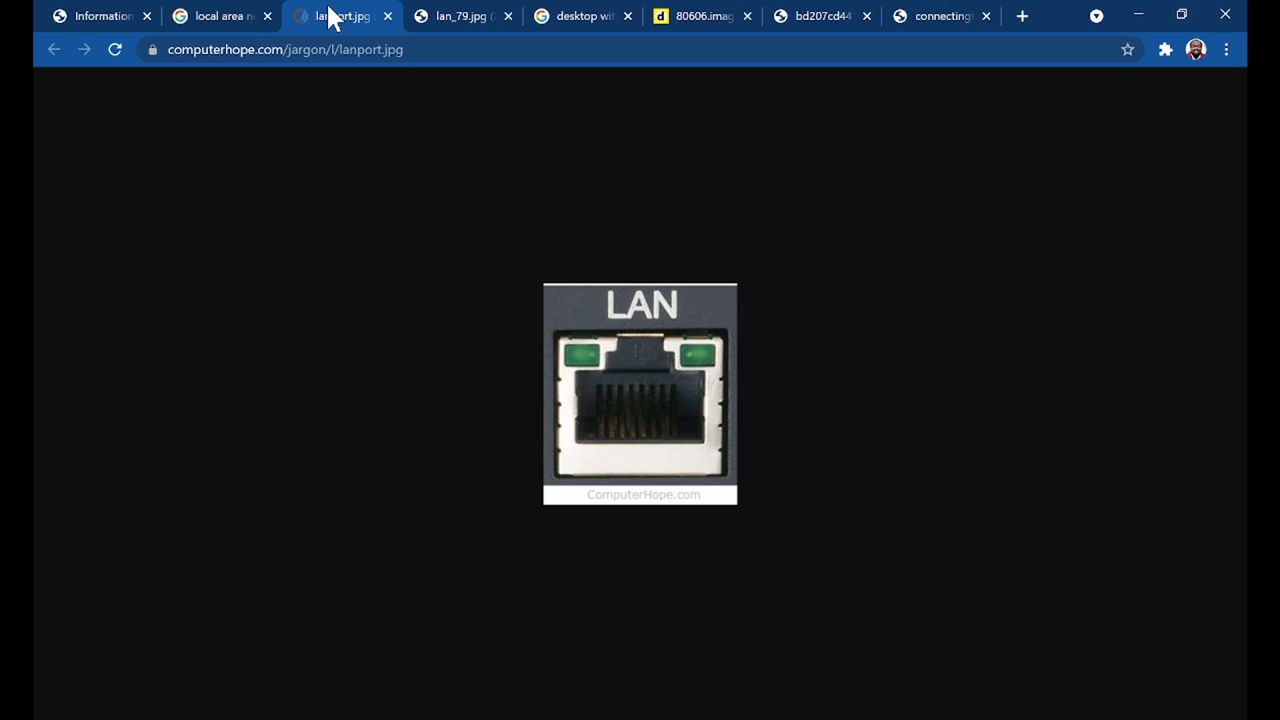 Information
local area n
lanport.jpg
lan_79.jpg (
desktop wit
80606.imag
bd207cd44
connecting
computerhope.com/jargon/l/lanport.jpg
LAN
ComputerHope.com